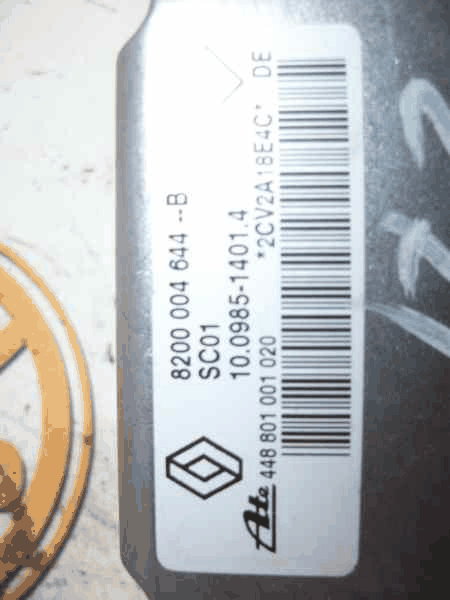 8200 004 644 --B
SC01
10.0985-1401.4
*2CV2A18E4C* DE
448 801 001 020
Ate